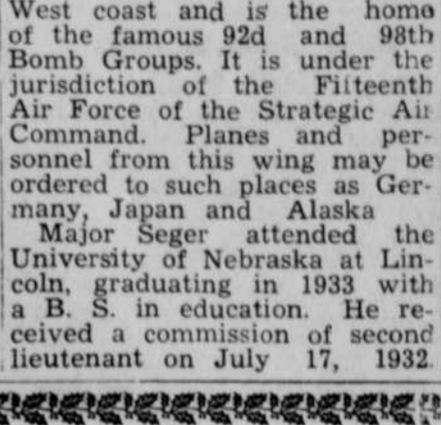 West coast and is the home
of the famous 92d and 98th
Bomb Groups. It is under the
jurisdiction of the Fifteenth
Air Force of the Strategic Air
Command. Planes and per-
sonnel from this wing may be
ordered to such places as Ger-
many, Japan and Alaska
Major Seger attended the
University of Nebraska at Lin-
coln, graduating in 1933 with
a B. S. in education. He re-
ceived a commission of second
lieutenant on July 17, 1932.